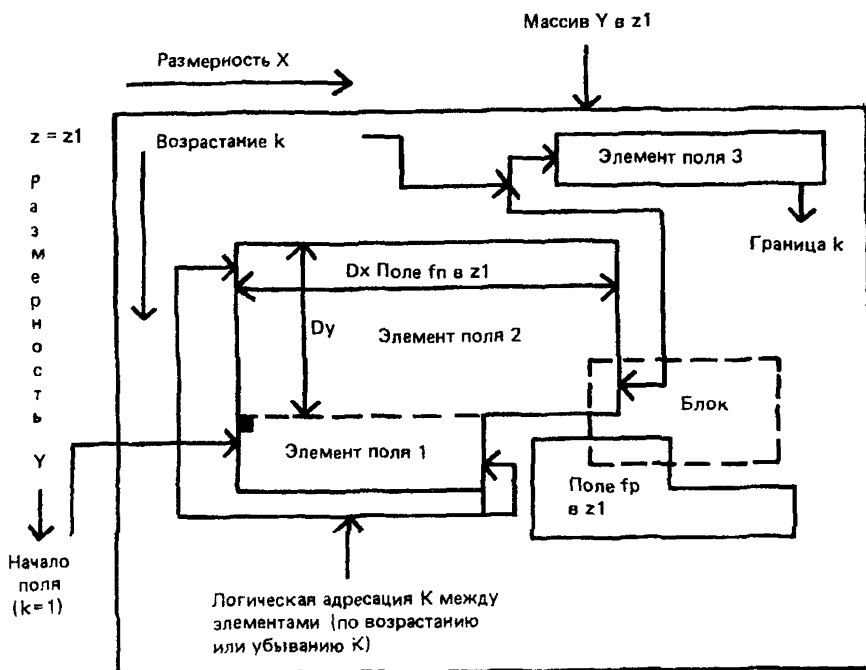 Массив Y в z1
Размерность X
z = z1
Возрастание k
Элемент поля 3
Граница k
размерность
Y
Dx Поле fn в z1
Dy
Элемент поля 2
Блок
Элемент поля 1
Поле fp
в z1
Начало
поля
(k=1)
Логическая адресация K между
элементами (по возрастанию
или убыванию K)